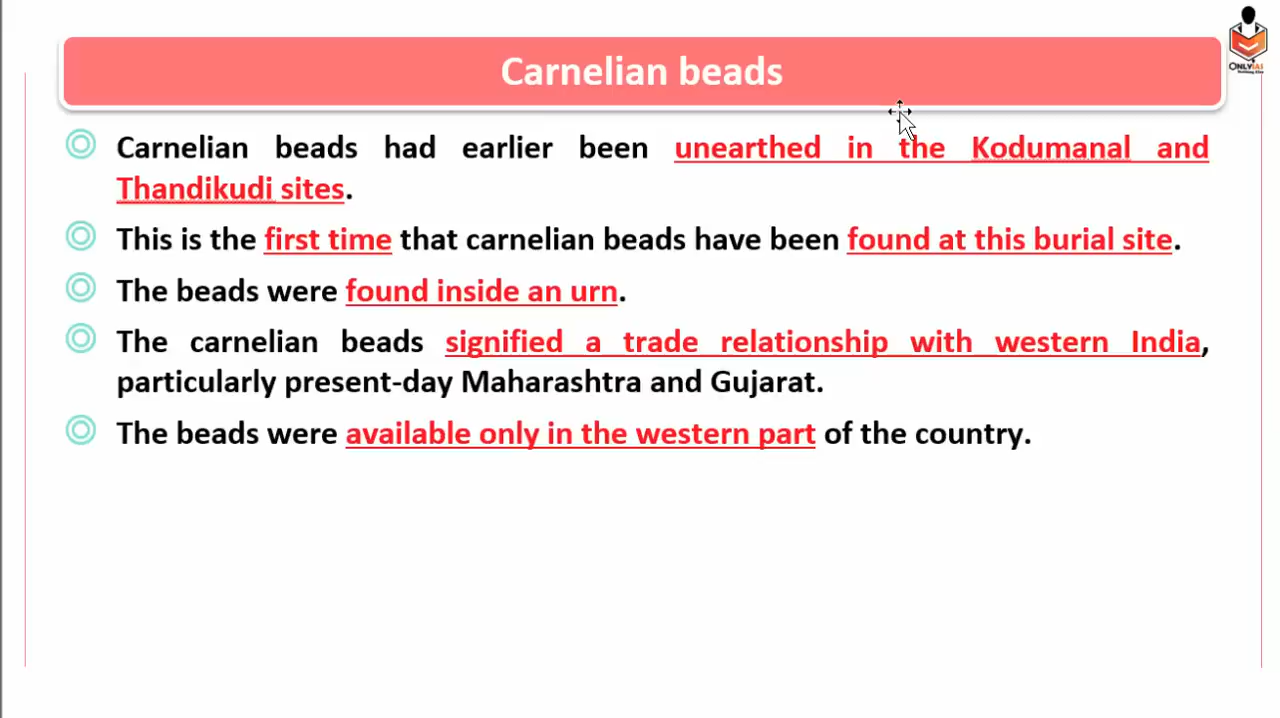 Carnelian beads
ONLYIAS
Carnelian beads had earlier been unearthed in the Kodumanal and
Thandikudi sites.
This is the first time that carnelian beads have been found at this burial site.
The beads were found inside an urn.
The carnelian beads signified a trade relationship with western India,
particularly present-day Maharashtra and Gujarat.
The beads were available only in the western part of the country.